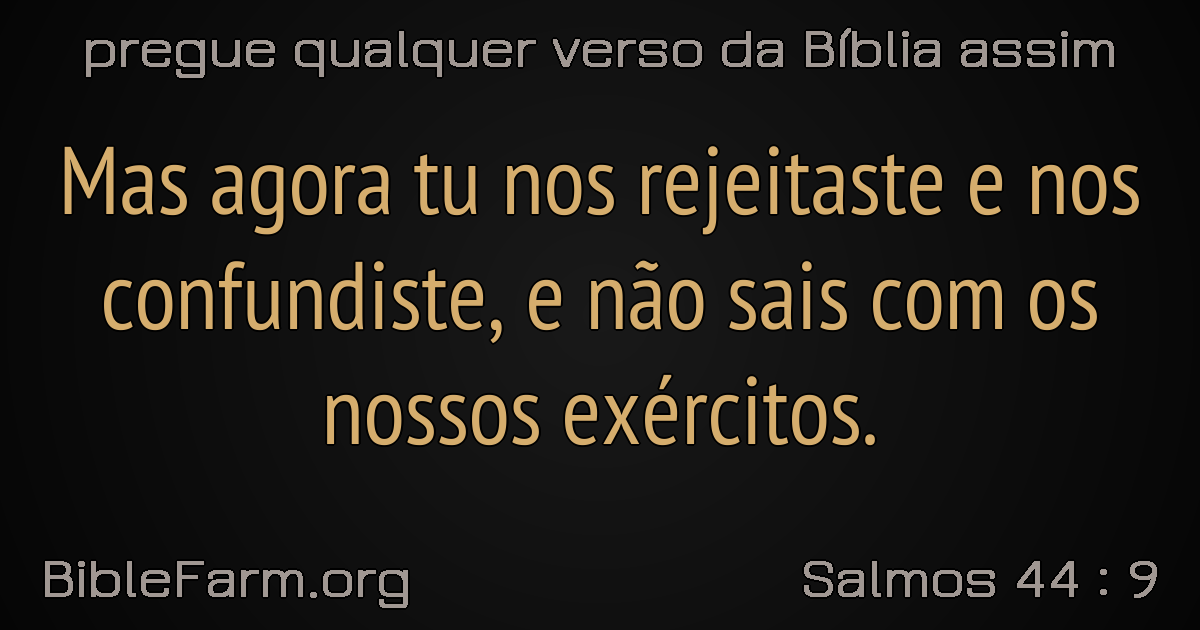 pregue qualquer verso da Bíblia assim
Mas agora tu nos rejeitaste e nos
confundiste, e não sais com os
nossos exércitos.
BibleFarm.org
Salmos 44 : 9